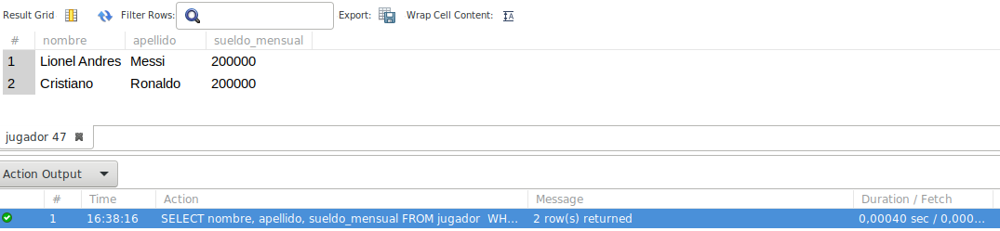 Result Grid Filter Rows: Export: Wrap Cell Content: IA
# nombre apellido sueldo_mensual
1 Lionel Andres Messi 200000
2 Cristiano Ronaldo 200000
jugador 47
Action Output
# Time Action Message Duration / Fetch
1 16:38:16 SELECT nombre, apellido, sueldo_mensual FROM jugador WH... 2 row(s) returned 0,00040 sec / 0,000...